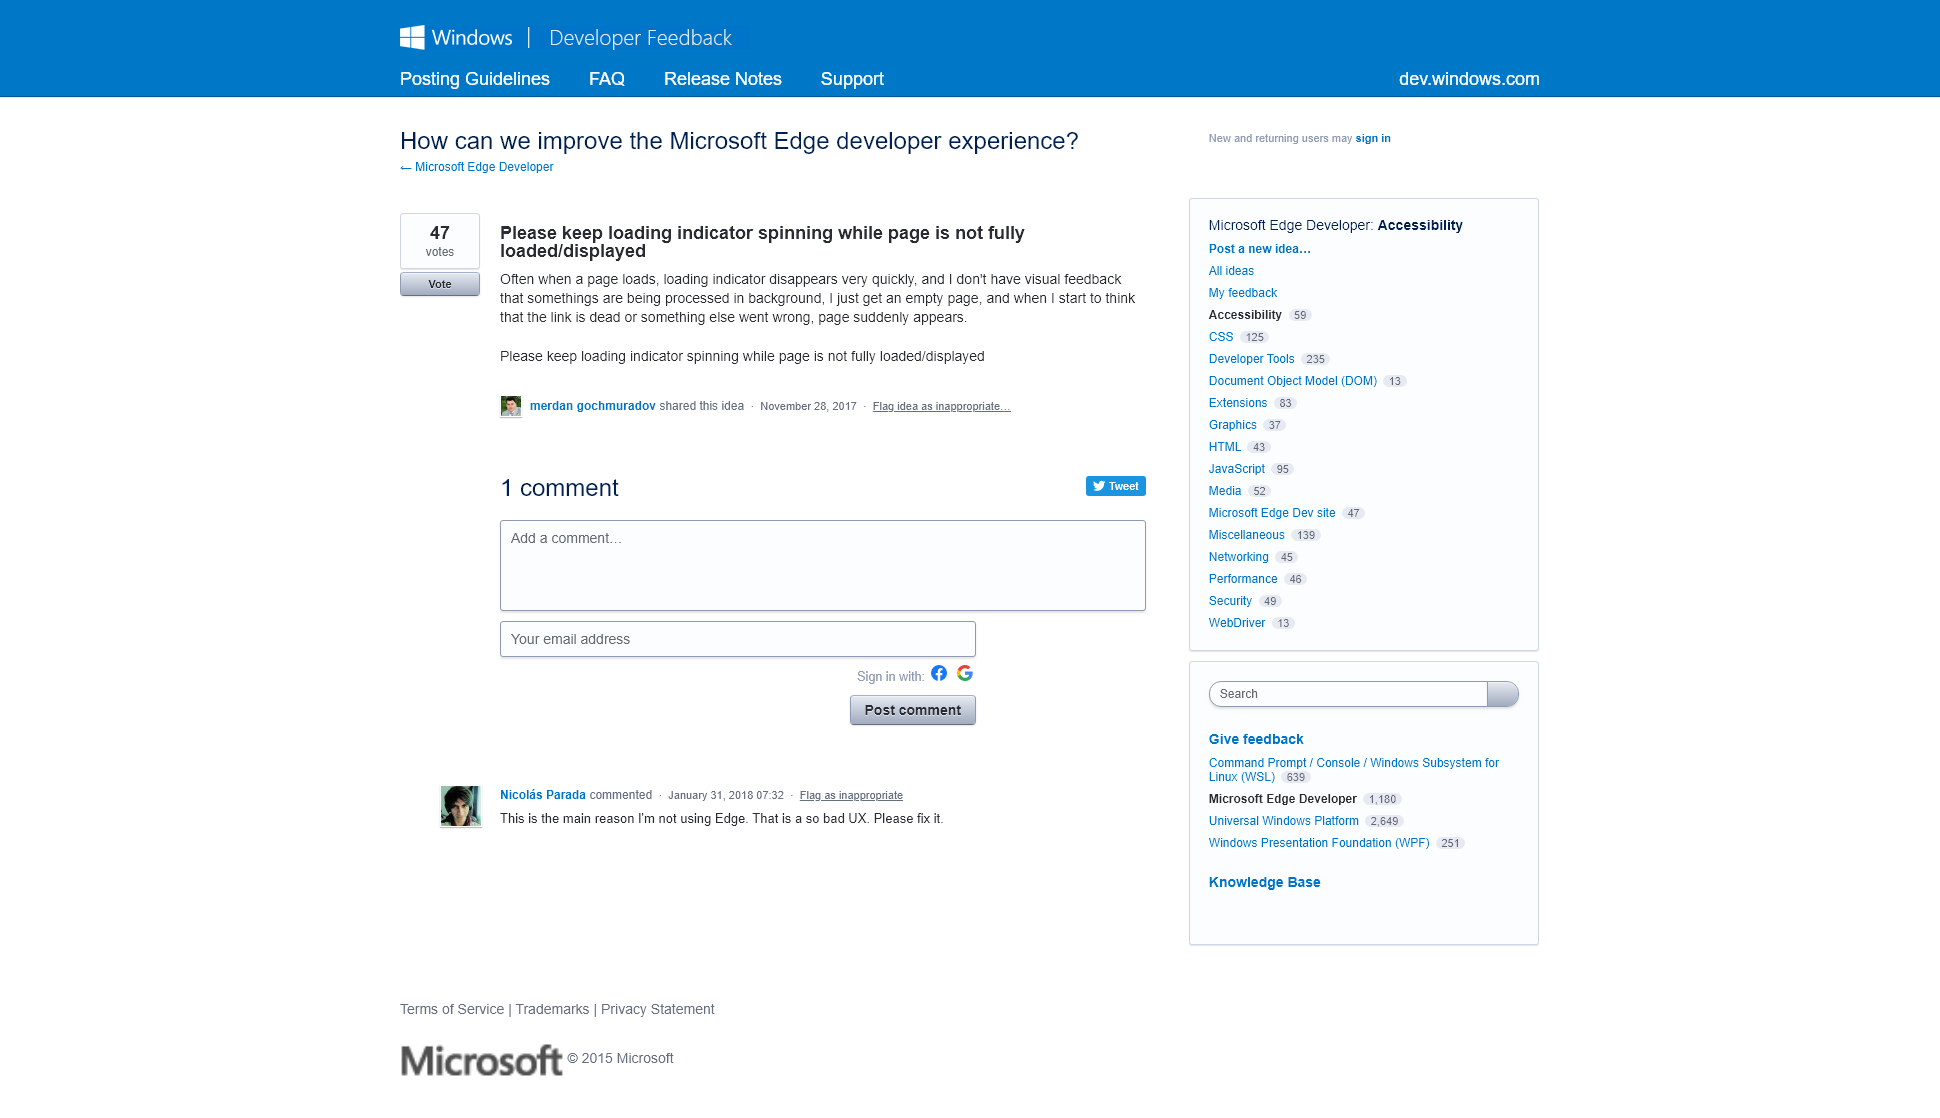 Windows | Developer Feedback
Posting Guidelines FAQ Release Notes Support dev.windows.com
How can we improve the Microsoft Edge developer experience?
← Microsoft Edge Developer
New and returning users may sign in
47
votes
Vote
Please keep loading indicator spinning while page is not fully
loaded/displayed
Often when a page loads, loading indicator disappears very quickly, and I don't have visual feedback
that somethings are being processed in background, I just get an empty page, and when I start to think
that the link is dead or something else went wrong, page suddenly appears.
Please keep loading indicator spinning while page is not fully loaded/displayed
merdan gochmuradov shared this idea · November 28, 2017 · Flag idea as inappropriate…
1 comment
Tweet
Add a comment…
Your email address
Sign in with:
Post comment
Nicolás Parada commented · January 31, 2018 07:32 · Flag as inappropriate
This is the main reason I'm not using Edge. That is a so bad UX. Please fix it.
Microsoft Edge Developer: Accessibility
Post a new idea…
All ideas
My feedback
Accessibility 59
CSS 125
Developer Tools 235
Document Object Model (DOM) 13
Extensions 83
Graphics 37
HTML 43
JavaScript 95
Media 52
Microsoft Edge Dev site 47
Miscellaneous 139
Networking 45
Performance 46
Security 49
WebDriver 13
Search
Give feedback
Command Prompt / Console / Windows Subsystem for
Linux (WSL) 639
Microsoft Edge Developer 1,180
Universal Windows Platform 2,649
Windows Presentation Foundation (WPF) 251
Knowledge Base
Terms of Service | Trademarks | Privacy Statement
Microsoft © 2015 Microsoft